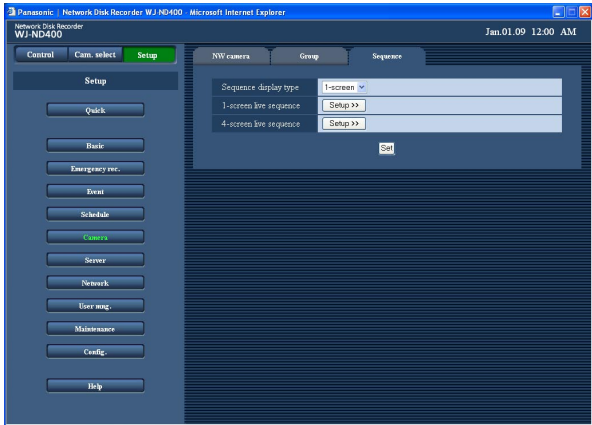 Panasonic | Network Disk Recorder WJ-ND400 - Microsoft Internet Explorer
Network Disk Recorder
WJ-ND400
Jan.01.09 12:00 AM
Control Cam. select Setup
NW camera Group Sequence
Setup
Sequence display type 1-screen
1-screen live sequence Setup >>
4-screen live sequence Setup >>
Set
Quick
Basic
Emergency rec.
Event
Schedule
Camera
Server
Network
User mng.
Maintenance
Config.
Help